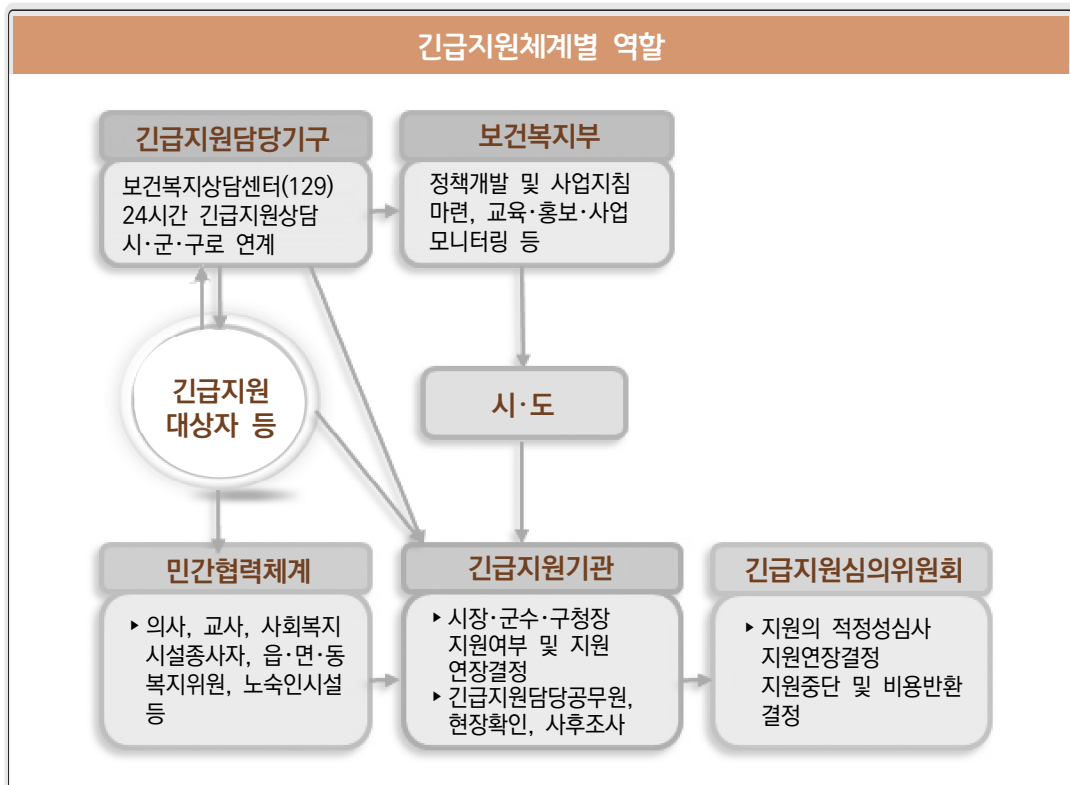 긴급지원체계별 역할
긴급지원담당기구
보건복지상담센터(129)
24시간 긴급지원상담
시·군·구로 연계
보건복지부
정책개발 및 사업지침
마련, 교육·홍보·사업
모니터링 등
긴급지원
대상자 등
시·도
민간협력체계
▸의사, 교사, 사회복지
시설종사자, 읍·면·동
복지위원, 노숙인시설
등
긴급지원기관
▸시장·군수·구청장
지원여부 및 지원
연장결정
▸긴급지원담당공무원,
현장확인, 사후조사
긴급지원심의위원회
▸지원의 적정성심사
지원연장결정
지원중단 및 비용반환
결정